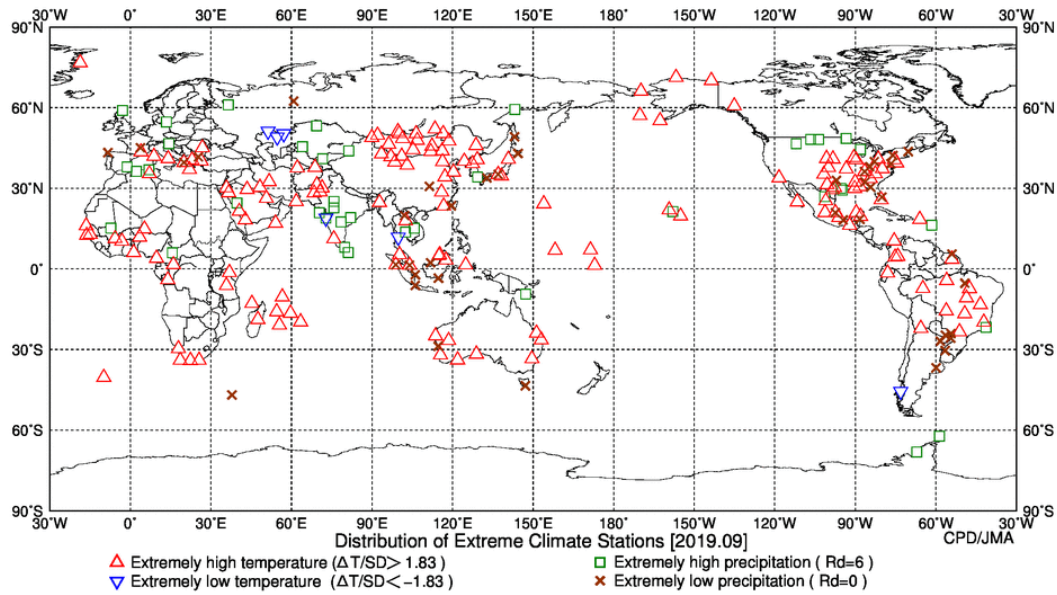 30°W 0° 30°E 60°E 90°E 120°E 150°E 180° 150°W 120°W 90°W 60°W 30°W
90°N 90°N
60°N 60°N
30°N 30°N
0° 0°
30°S 30°S
60°S 60°S
90°S 90°S
30°W 0° 30°E 60°E 90°E 120°E 150°E 180° 150°W 120°W 90°W 60°W 30°W
Distribution of Extreme Climate Stations [2019.09] CPD/JMA
Extremely high temperature (ΔT/SD> 1.83) Extremely high precipitation ( Rd=6 )
Extremely low temperature (ΔT/SD<−1.83) Extremely low precipitation ( Rd=0 )